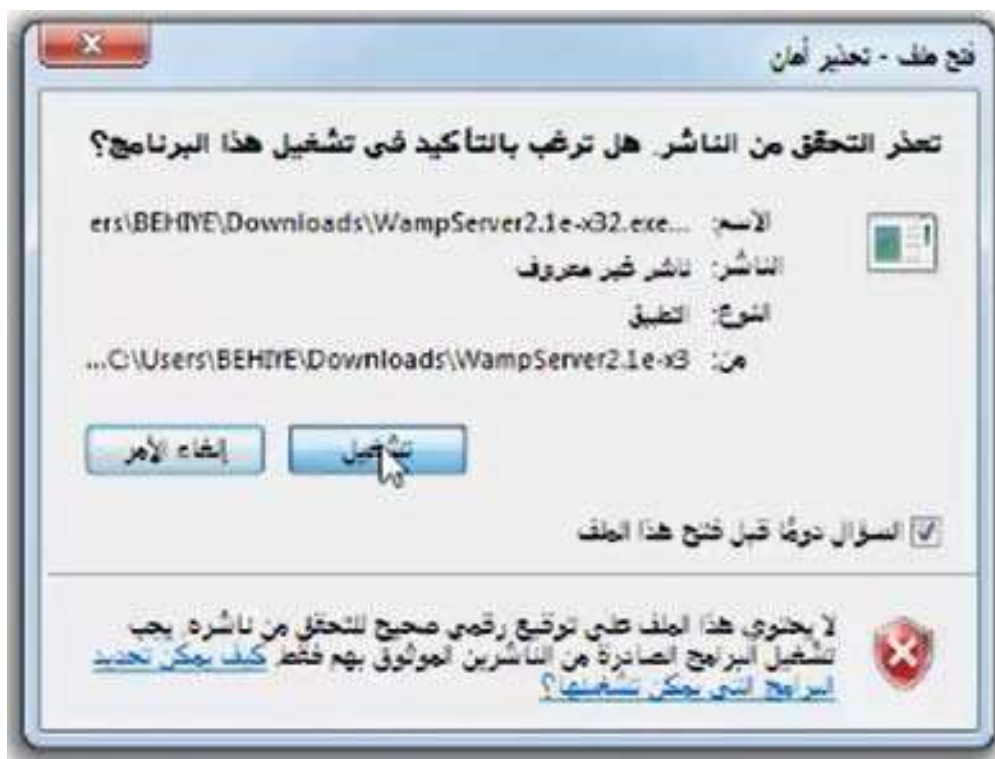 فتح ملف - تحذير أمان
تعذر التحقق من الناشر. هل ترغب بالتأكيد في تشغيل هذا البرنامج؟
الاسم: ...ers\BEHIYE\Downloads\WampServer2.1e-x32.exe
الناشر: ناشر غير معروف
النوع: التطبيق
من: C:\Users\BEHIYE\Downloads\WampServer2.1e-x3...
تشغيل إلغاء الأمر
السؤال دومًا قبل فتح هذا الملف
لا يحتوي هذا الملف على توقيع رقمي صحيح للتحقق من ناشره. يجب
تشغيل البرامج الصادرة من الناشرين الموثوق بهم فقط كيف يمكن تحديد
البرامج التي يمكن تشغيلها؟